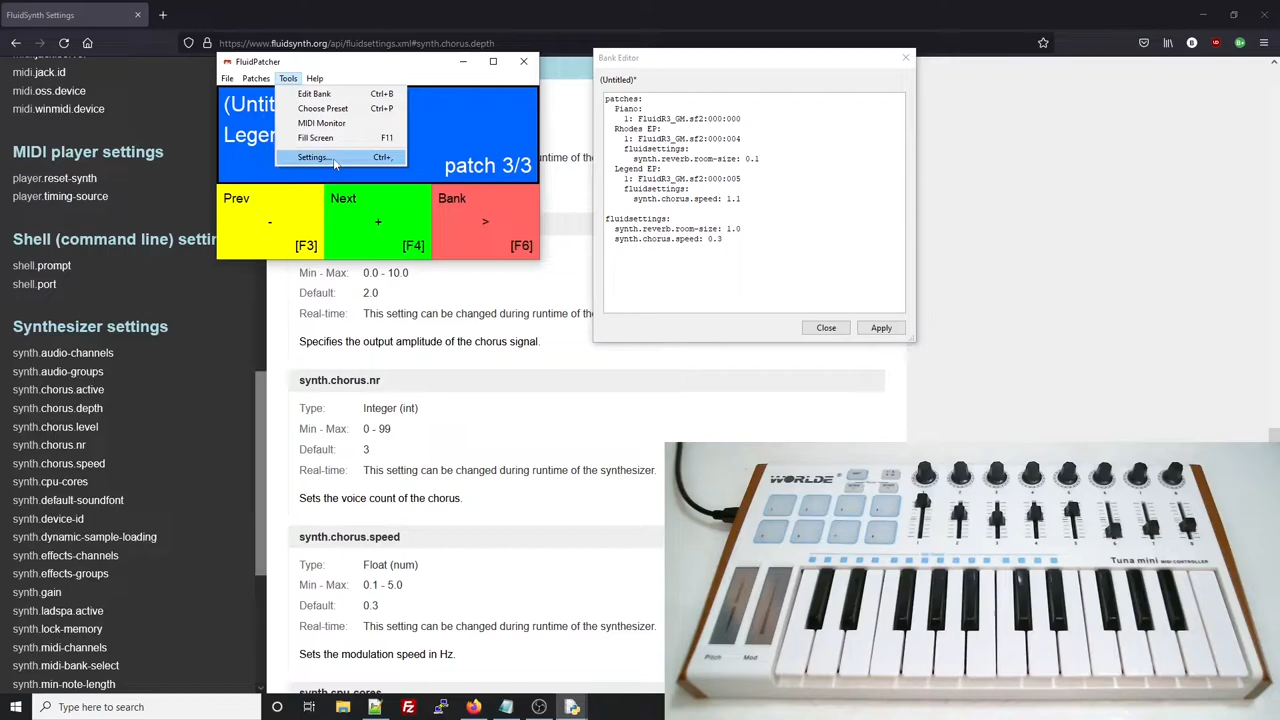 FluidSynth Settings
https://www.fluidsynth.org/api/fluidsettings.xml#synth.chorus.depth
midi.jack.id
midi.oss.device
midi.winmidi.device
MIDI player settings
player.reset-synth
player.timing-source
Shell (command line) settin
shell.prompt
shell.port
Synthesizer settings
synth.audio-channels
synth.audio-groups
synth.chorus.active
synth.chorus.depth
synth.chorus.level
synth.chorus.nr
synth.chorus.speed
synth.cpu-cores
synth.default-soundfont
synth.device-id
synth.dynamic-sample-loading
synth.effects-channels
synth.effects-groups
synth.gain
synth.ladspa.active
synth.lock-memory
synth.midi-channels
synth.midi-bank-select
synth.min-note-length
FluidPatcher
File Patches Tools Help
(Untit
Legen
patch 3/3
Edit Bank Ctrl+B
Choose Preset Ctrl+P
MIDI Monitor
Fill Screen F11
Settings... Ctrl+,
Prev Next Bank
- + >
[F3] [F4] [F6]
Bank Editor
(Untitled)*
patches:
Piano:
1: FluidR3_GM.sf2:000:000
Rhodes EP:
1: FluidR3_GM.sf2:000:004
fluidsettings:
synth.reverb.room-size: 0.1
Legend EP:
1: FluidR3_GM.sf2:000:005
fluidsettings:
synth.chorus.speed: 1.1
fluidsettings:
synth.reverb.room-size: 1.0
synth.chorus.speed: 0.3
Close Apply
e runtime of the
Min - Max: 0.0 - 10.0
Default: 2.0
Real-time: This setting can be changed during runtime of the
Specifies the output amplitude of the chorus signal.
synth.chorus.nr
Type: Integer (int)
Min - Max: 0 - 99
Default: 3
Real-time: This setting can be changed during runtime of the synthesizer.
Sets the voice count of the chorus.
synth.chorus.speed
Type: Float (num)
Min - Max: 0.1 - 5.0
Default: 0.3
Real-time: This setting can be changed during runtime of the synthesizer.
Sets the modulation speed in Hz.
synth.cpu-cores
WORLDE
Tuna mini MIDI CONTROLLER
Pitch Mod
Type here to search